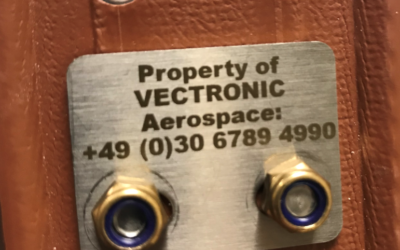 Property of
VECTRONIC
Aerospace:
+49 (0)30 6789 4990